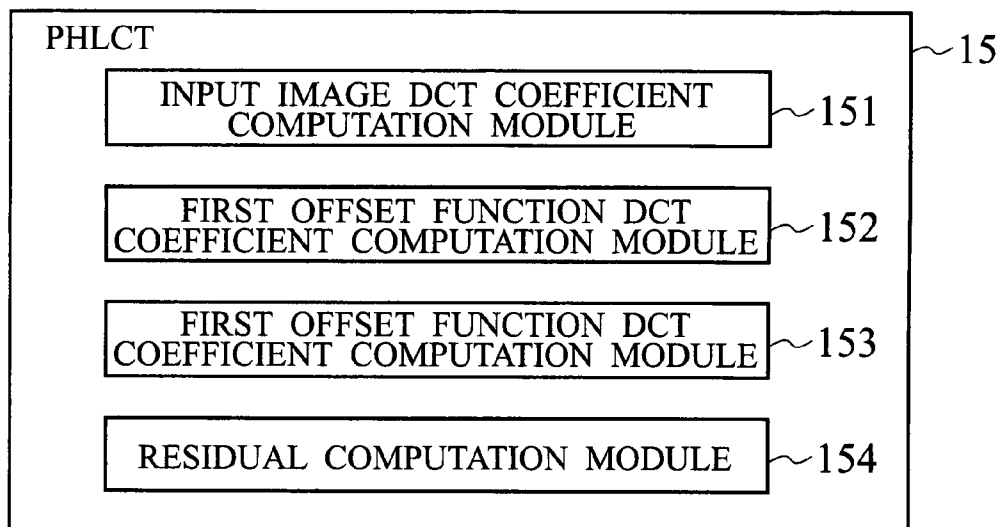 PHLCT
15
INPUT IMAGE DCT COEFFICIENT
COMPUTATION MODULE
151
FIRST OFFSET FUNCTION DCT
COEFFICIENT COMPUTATION MODULE
152
FIRST OFFSET FUNCTION DCT
COEFFICIENT COMPUTATION MODULE
153
RESIDUAL COMPUTATION MODULE
154